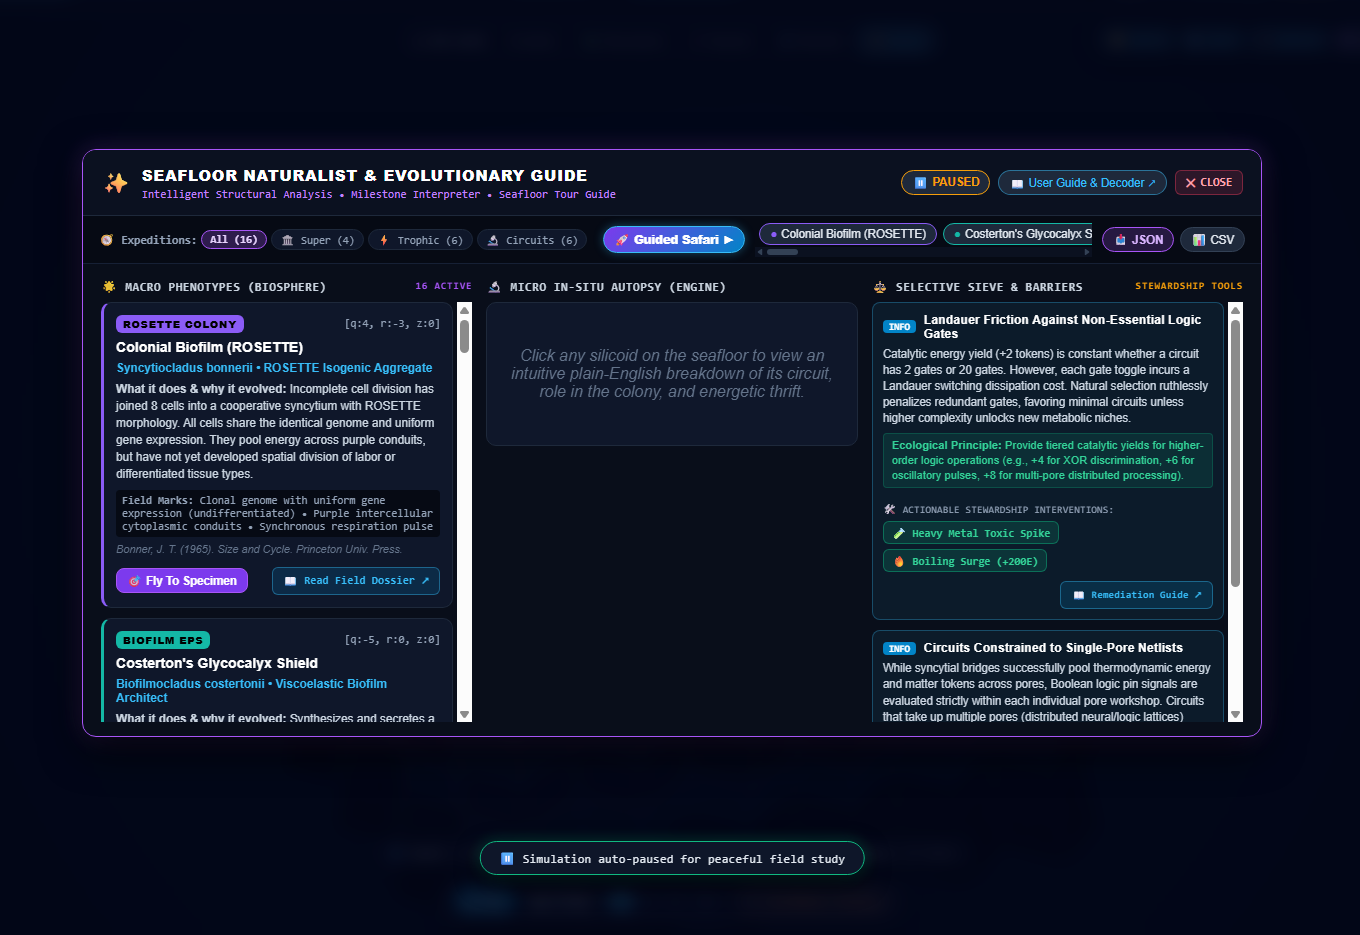 SEAFLOOR NATURALIST & EVOLUTIONARY GUIDE
Intelligent Structural Analysis • Milestone Interpreter • Seafloor Tour Guide
PAUSED
User Guide & Decoder ↗
CLOSE
Expeditions:
All (16)
Super (4)
Trophic (6)
Circuits (6)
Guided Safari ▶
Colonial Biofilm (ROSETTE)
Costerton's Glycocalyx S
JSON
CSV
MACRO PHENOTYPES (BIOSPHERE)
16 ACTIVE
ROSETTE COLONY
[q:4, r:-3, z:0]
Colonial Biofilm (ROSETTE)
Syncytiocladus bonnerii • ROSETTE Isogenic Aggregate
What it does & why it evolved: Incomplete cell division has
joined 8 cells into a cooperative syncytium with ROSETTE
morphology. All cells share the identical genome and uniform
gene expression. They pool energy across purple conduits,
but have not yet developed spatial division of labor or
differentiated tissue types.
Field Marks: Clonal genome with uniform gene
expression (undifferentiated) • Purple intercellular
cytoplasmic conduits • Synchronous respiration pulse
Bonner, J. T. (1965). Size and Cycle. Princeton Univ. Press.
Fly To Specimen
Read Field Dossier ↗
BIOFILM EPS
[q:-5, r:0, z:0]
Costerton's Glycocalyx Shield
Biofilmocladus costertonii • Viscoelastic Biofilm
Architect
What it does & why it evolved: Synthesizes and secretes a
MICRO IN-SITU AUTOPSY (ENGINE)
Click any silicoid on the seafloor to view an
intuitive plain-English breakdown of its circuit,
role in the colony, and energetic thrift.
SELECTIVE SIEVE & BARRIERS
STEWARDSHIP TOOLS
INFO
Landauer Friction Against Non-Essential Logic
Gates
Catalytic energy yield (+2 tokens) is constant whether a circuit
has 2 gates or 20 gates. However, each gate toggle incurs a
Landauer switching dissipation cost. Natural selection ruthlessly
penalizes redundant gates, favoring minimal circuits unless
higher complexity unlocks new metabolic niches.
Ecological Principle: Provide tiered catalytic yields for higher-
order logic operations (e.g., +4 for XOR discrimination, +6 for
oscillatory pulses, +8 for multi-pore distributed processing).
ACTIONABLE STEWARDSHIP INTERVENTIONS:
Heavy Metal Toxic Spike
Boiling Surge (+200E)
Remediation Guide ↗
INFO
Circuits Constrained to Single-Pore Netlists
While syncytial bridges successfully pool thermodynamic energy
and matter tokens across pores, Boolean logic pin signals are
evaluated strictly within each individual pore workshop. Circuits
that take up multiple pores (distributed neural/logic lattices)
Simulation auto-paused for peaceful field study